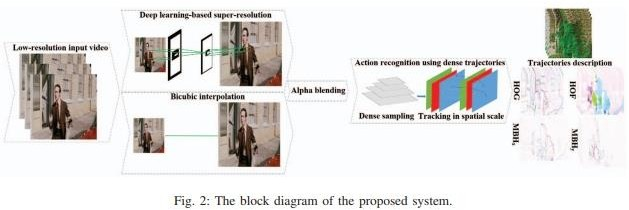 Deep learning-based super-resolution
Low-resolution input video
Bicubic interpolation
Alpha blending
Action recognition using dense trajectories
Dense sampling
Tracking in spatial scale
Trajectories description
HOG
HOF
MBHx
MBHy
Fig. 2: The block diagram of the proposed system.